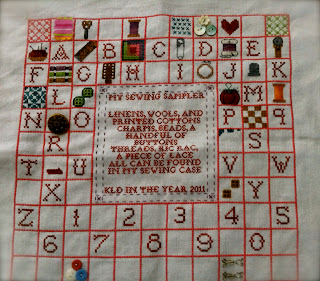 A B C D E
F G H I J K
L M
N MY SEWING SAMPLER P
O Q
R LINENS, WOOLS, AND S
PRINTED COTTONS
CHARMS, BEADS, A
HANDFUL OF
BUTTONS
THREADS, RIC RAC,
A PIECE OF LACE
ALL CAN BE FOUND
IN MY SEWING CASE
KLD IN THE YEAR 2011
T U V W
X Y Z
1 2 3 4 5
6 7 8 9 0